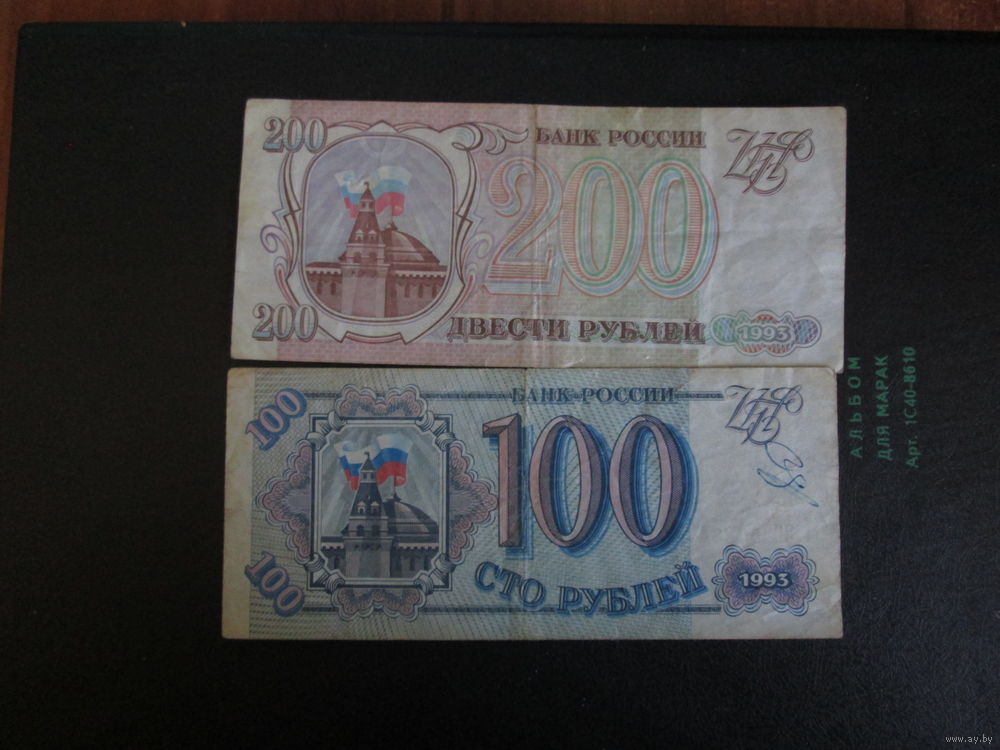 200
БАНК РОССИИ
200
200
ДВЕСТИ РУБЛЕЙ
1993
100
БАНК РОССИИ
100
100
СТО РУБЛЕЙ
1993
АЛЬБОМ
ДЛЯ МАРАК
Арт. 1С40-8610
www.ay.by